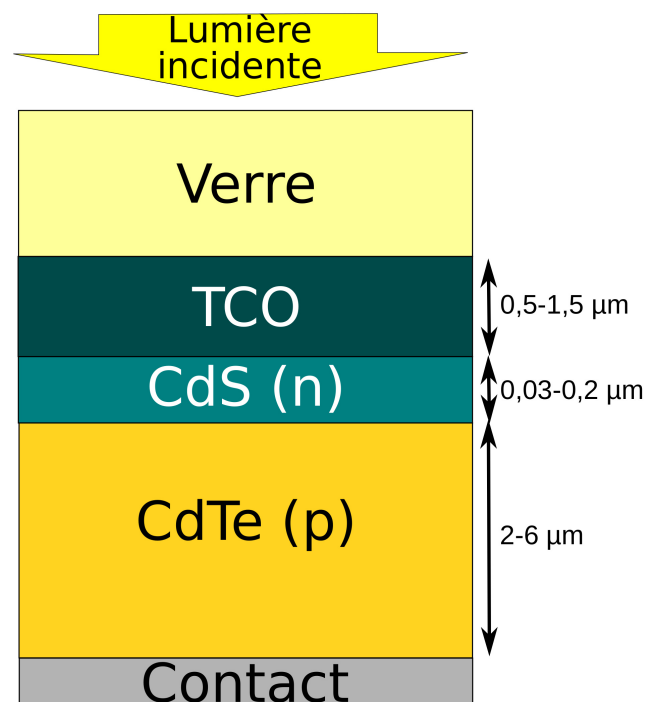 Lumière
incidente
Verre
TCO
0,5-1,5 µm
CdS (n)
0,03-0,2 µm
CdTe (p)
2-6 µm
Contact